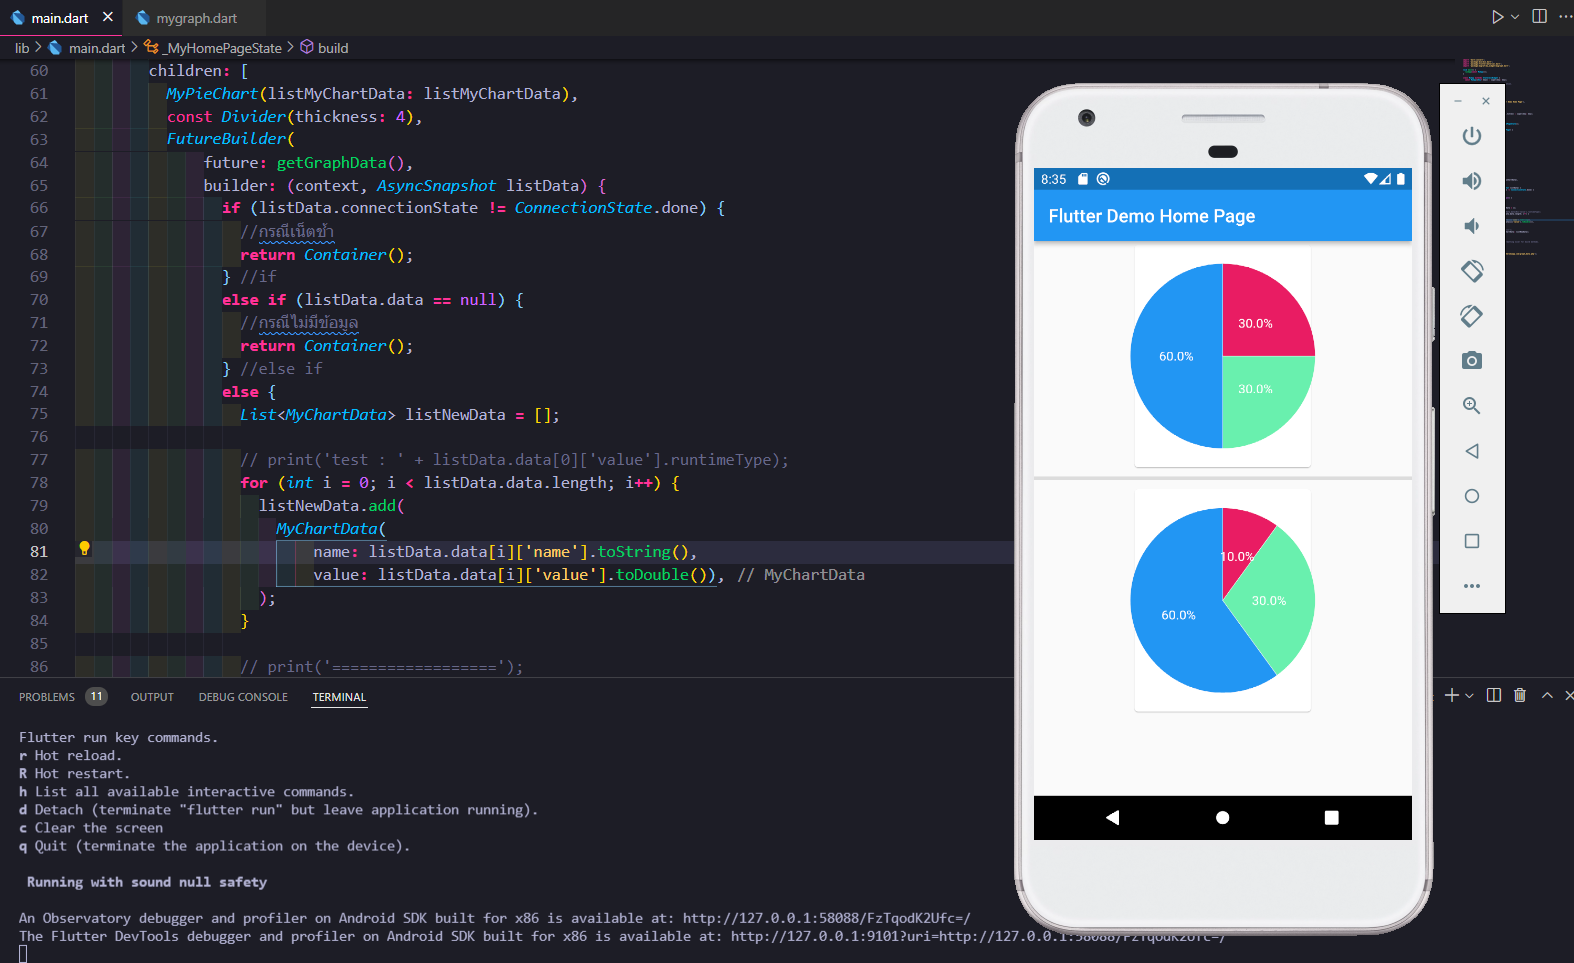 main.dart
mygraph.dart
lib > main.dart > _MyHomePageState > build
60 children: [
61 MyPieChart(listMyChartData: listMyChartData),
62 const Divider(thickness: 4),
63 FutureBuilder(
64 future: getGraphData(),
65 builder: (context, AsyncSnapshot listData) {
66 if (listData.connectionState != ConnectionState.done) {
67 //กรณีเน็ตช้า
68 return Container();
69 } //if
70 else if (listData.data == null) {
71 //กรณีไม่มีข้อมูล
72 return Container();
73 } //else if
74 else {
75 List<MyChartData> listNewData = [];
76
77 // print('test : ' + listData.data[0]['value'].runtimeType);
78 for (int i = 0; i < listData.data.length; i++) {
79 listNewData.add(
80 MyChartData(
81 name: listData.data[i]['name'].toString(),
82 value: listData.data[i]['value'].toDouble()), // MyChartData
83 );
84 }
85
86 // print('==================');
PROBLEMS 11 OUTPUT DEBUG CONSOLE TERMINAL
Flutter run key commands.
r Hot reload.
R Hot restart.
h List all available interactive commands.
d Detach (terminate "flutter run" but leave application running).
c Clear the screen
q Quit (terminate the application on the device).
Running with sound null safety
An Observatory debugger and profiler on Android SDK built for x86 is available at: http://127.0.0.1:58088/FzTqodK2Ufc=/
The Flutter DevTools debugger and profiler on Android SDK built for x86 is available at: http://127.0.0.1:9101?uri=http://127.0.0.1:58088/FzTqodK2Ufc=/
8:35
Flutter Demo Home Page
30.0%
60.0%
30.0%
10.0%
30.0%
60.0%